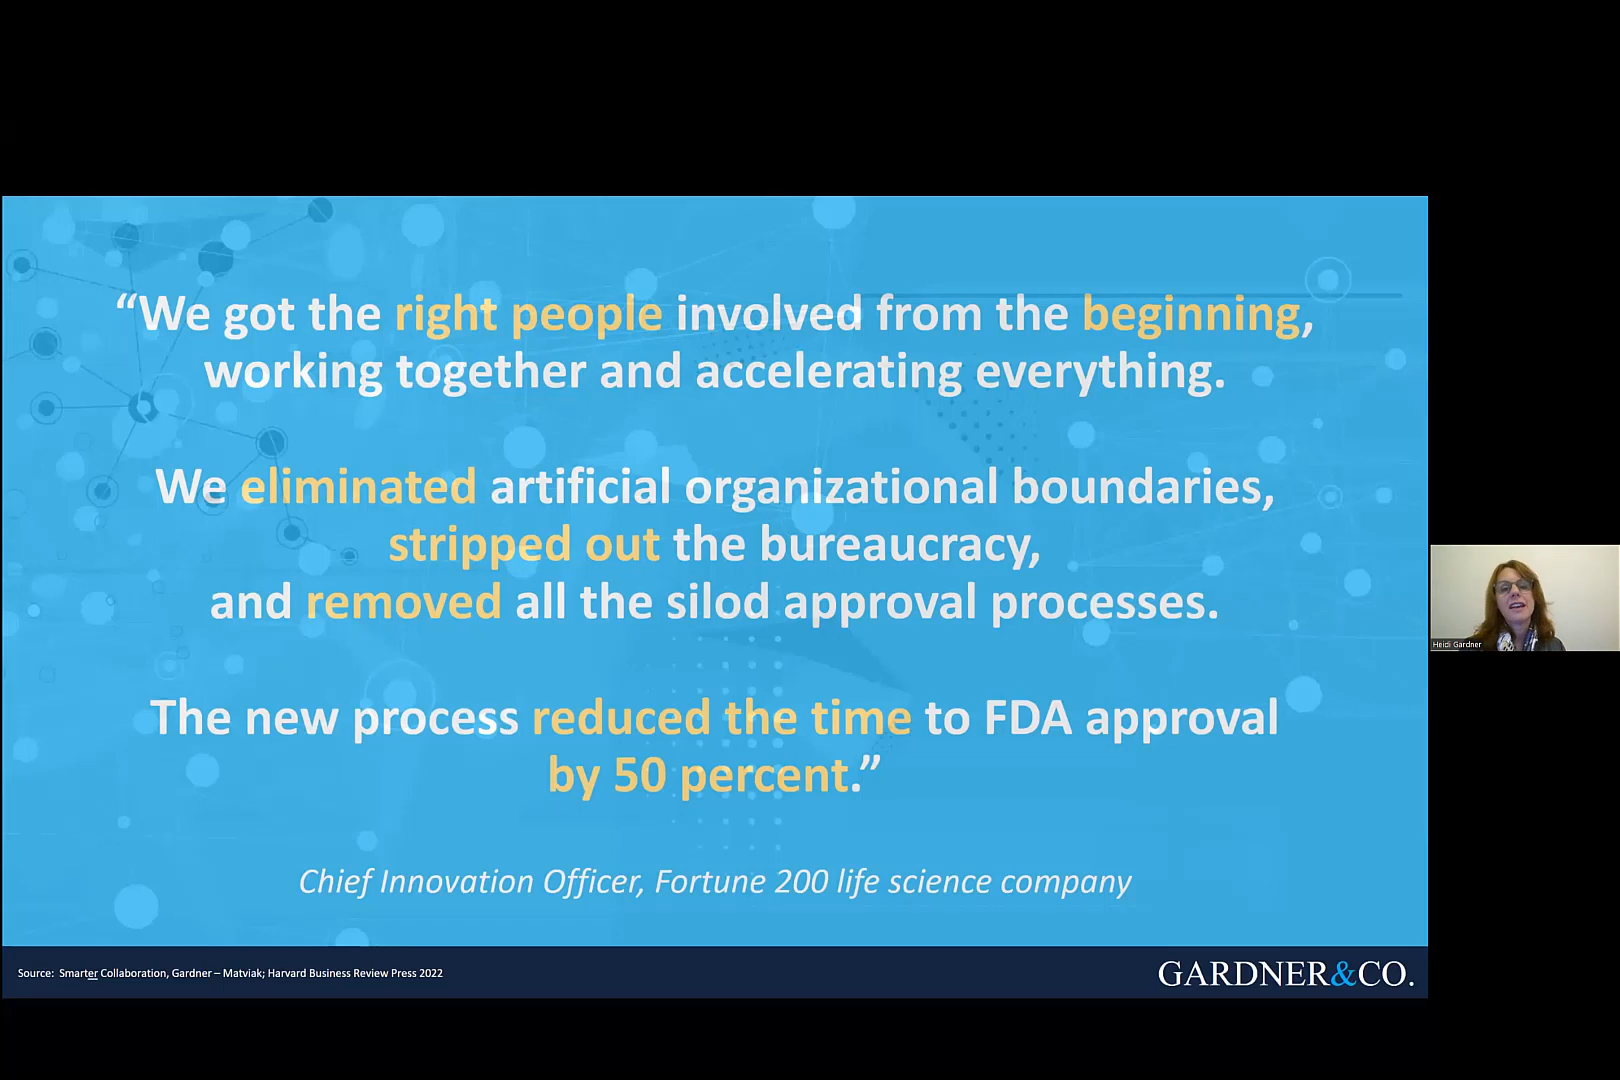 “We got the right people involved from the beginning,
working together and accelerating everything.
We eliminated artificial organizational boundaries,
stripped out the bureaucracy,
and removed all the silod approval processes.
The new process reduced the time to FDA approval
by 50 percent.”
Chief Innovation Officer, Fortune 200 life science company
Heidi Gardner
Source: Smarter Collaboration, Gardner – Matviak; Harvard Business Review Press 2022
GARDNER&CO.